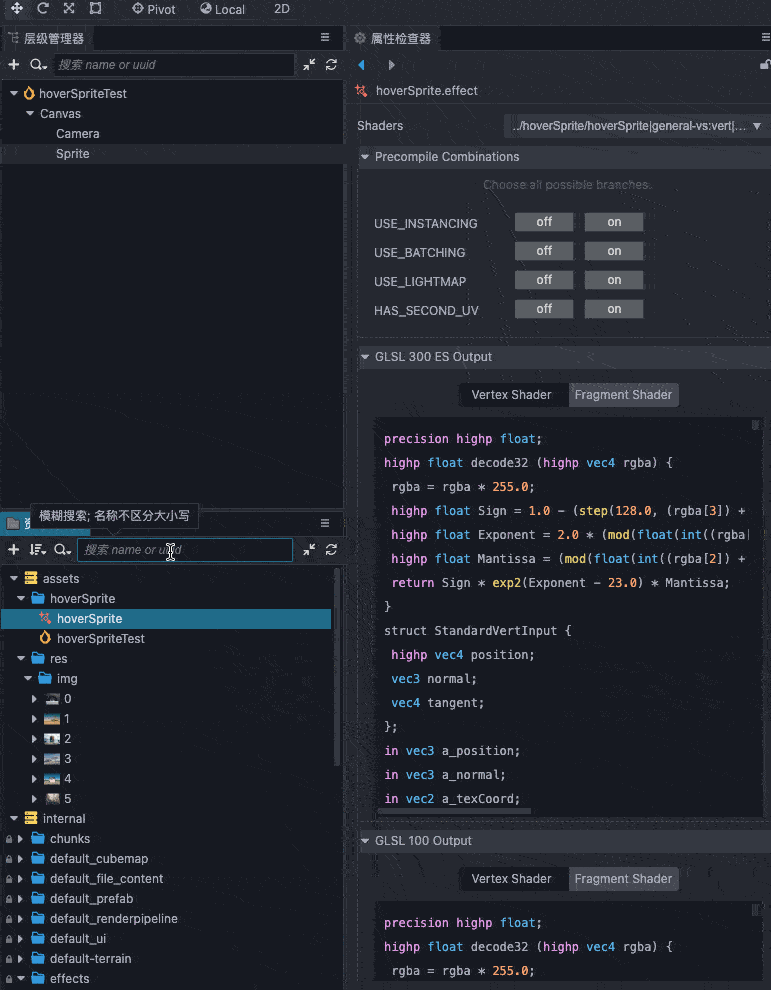 Pivot Local 2D
层级管理器
搜索 name or uuid
hoverSpriteTest
Canvas
Camera
Sprite
模糊搜索; 名称不区分大小写
搜索 name or uuid
assets
hoverSprite
hoverSprite
hoverSpriteTest
res
img
0
1
2
3
4
5
internal
chunks
default_cubemap
default_file_content
default_prefab
default_renderpipeline
default_ui
default-terrain
effects
属性检查器
hoverSprite.effect
Shaders ../hoverSprite/hoverSprite|general-vs:vert|...
Precompile Combinations
Choose all possible branches.
USE_INSTANCING off on
USE_BATCHING off on
USE_LIGHTMAP off on
HAS_SECOND_UV off on
GLSL 300 ES Output
Vertex Shader Fragment Shader
precision highp float;
highp float decode32 (highp vec4 rgba) {
rgba = rgba * 255.0;
highp float Sign = 1.0 - (step(128.0, (rgba[3]) +
highp float Exponent = 2.0 * (mod(float(int((rgba[
highp float Mantissa = (mod(float(int((rgba[2]) +
return Sign * exp2(Exponent - 23.0) * Mantissa;
}
struct StandardVertInput {
highp vec4 position;
vec3 normal;
vec4 tangent;
};
in vec3 a_position;
in vec3 a_normal;
in vec2 a_texCoord;
GLSL 100 Output
Vertex Shader Fragment Shader
precision highp float;
highp float decode32 (highp vec4 rgba) {
rgba = rgba * 255.0;